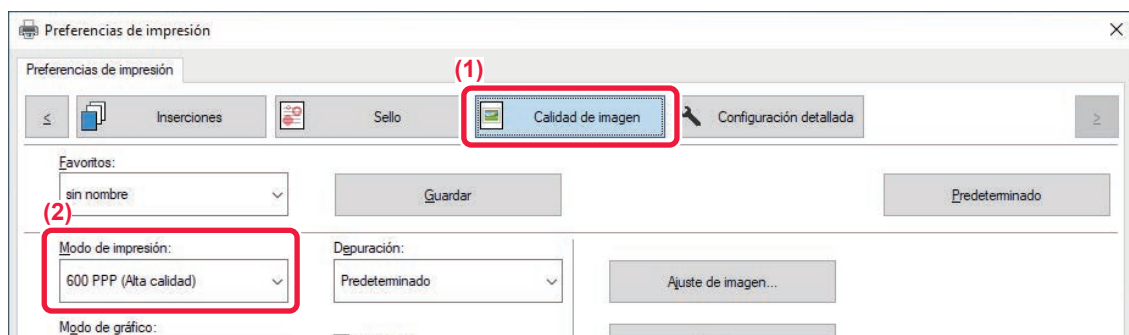 Preferencias de impresión
Preferencias de impresión
(1)
< Inserciones Sello Calidad de imagen Configuración detallada >
Favoritos:
sin nombre Guardar Predeterminado
(2)
Modo de impresión: Depuración:
600 PPP (Alta calidad) Predeterminado Ajuste de imagen...
Modo de gráfico: